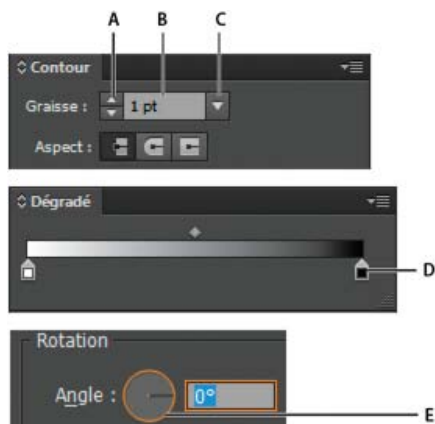 A B C
Contour
Graisse : 1 pt
Aspect :
Dégradé
D
Rotation
Angle : 0°
E